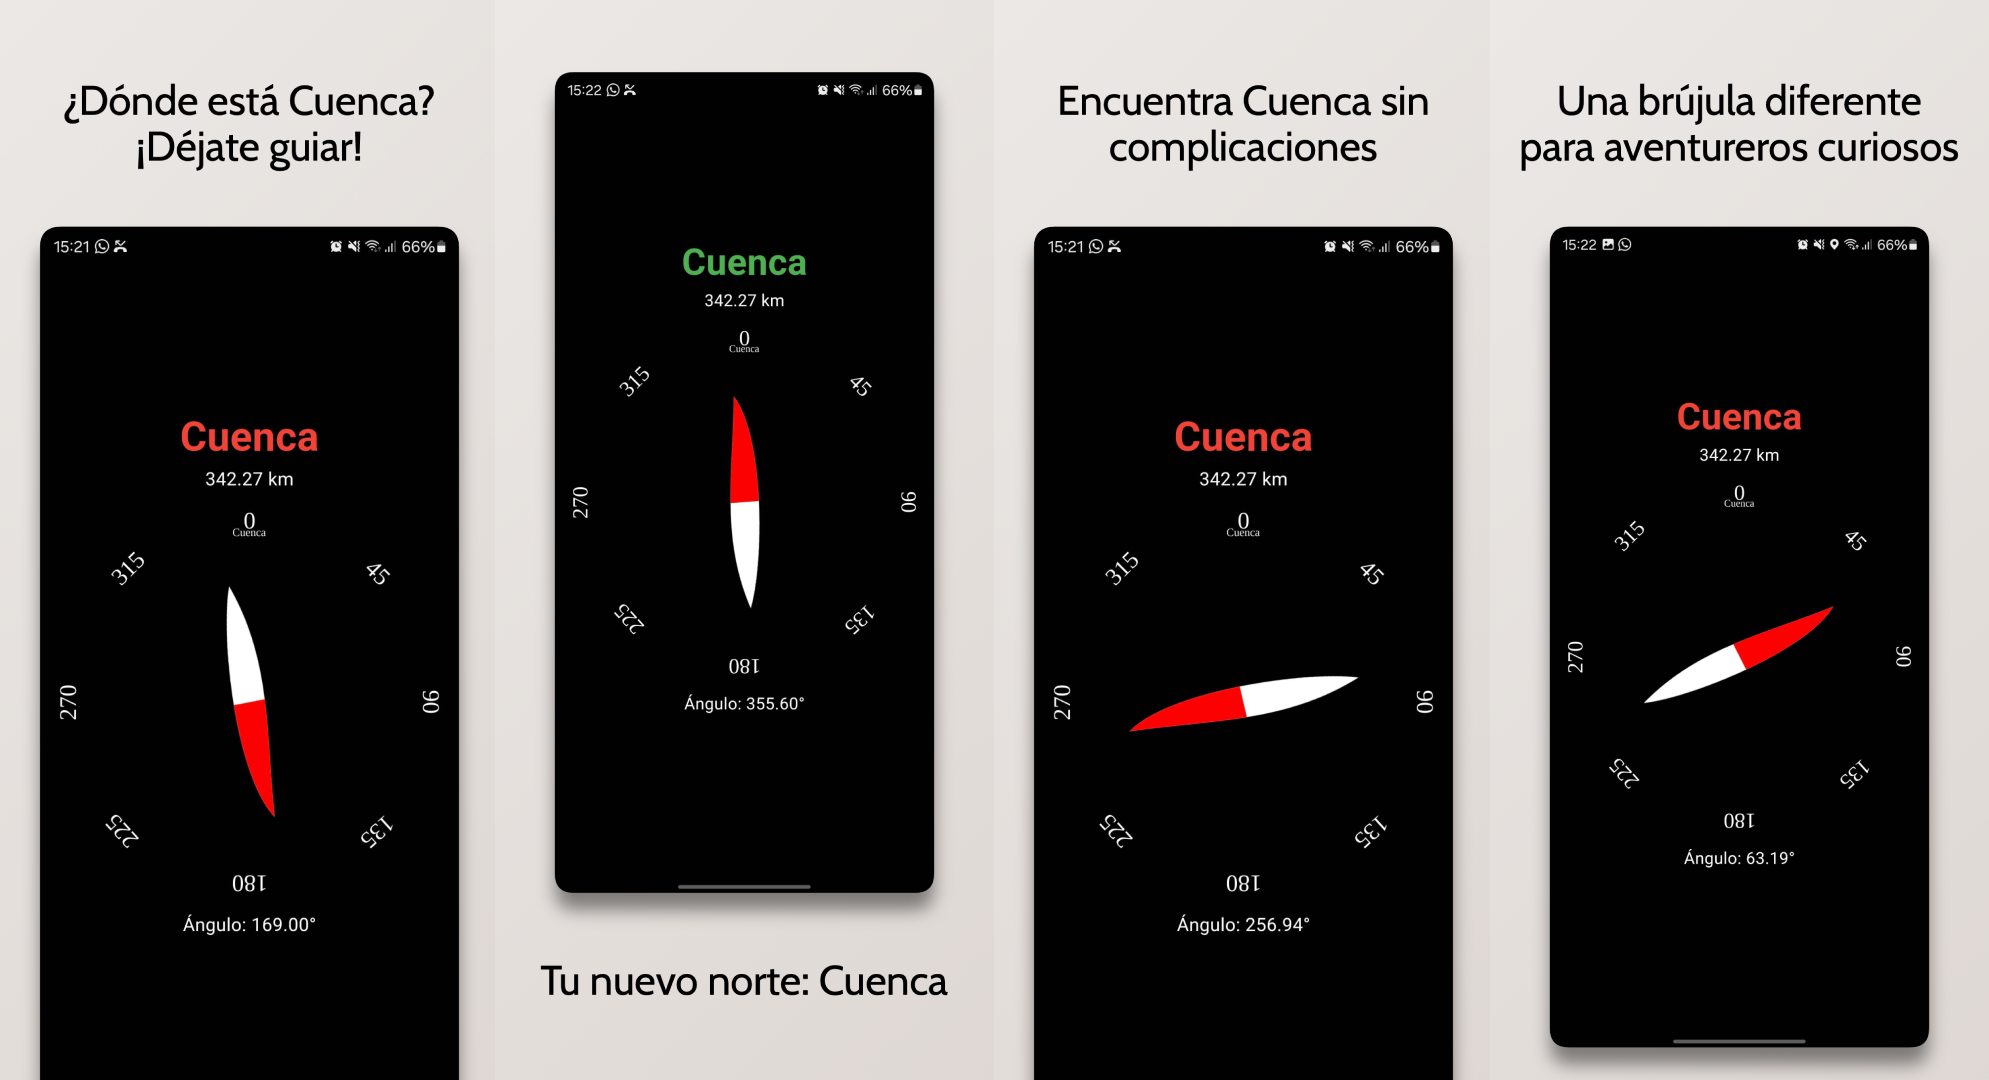 ¿Dónde está Cuenca?
¡Déjate guiar!
15:21
66%
Cuenca
342.27 km
0
Cuenca
315
45
270
90
225
135
180
Ángulo: 169.00°
15:22
66%
Cuenca
342.27 km
0
Cuenca
315
45
270
90
225
135
180
Ángulo: 355.60°
Tu nuevo norte: Cuenca
Encuentra Cuenca sin
complicaciones
15:21
66%
Cuenca
342.27 km
0
Cuenca
315
45
270
90
225
135
180
Ángulo: 256.94°
Una brújula diferente
para aventureros curiosos
15:22
66%
Cuenca
342.27 km
0
Cuenca
315
45
270
90
225
135
180
Ángulo: 63.19°